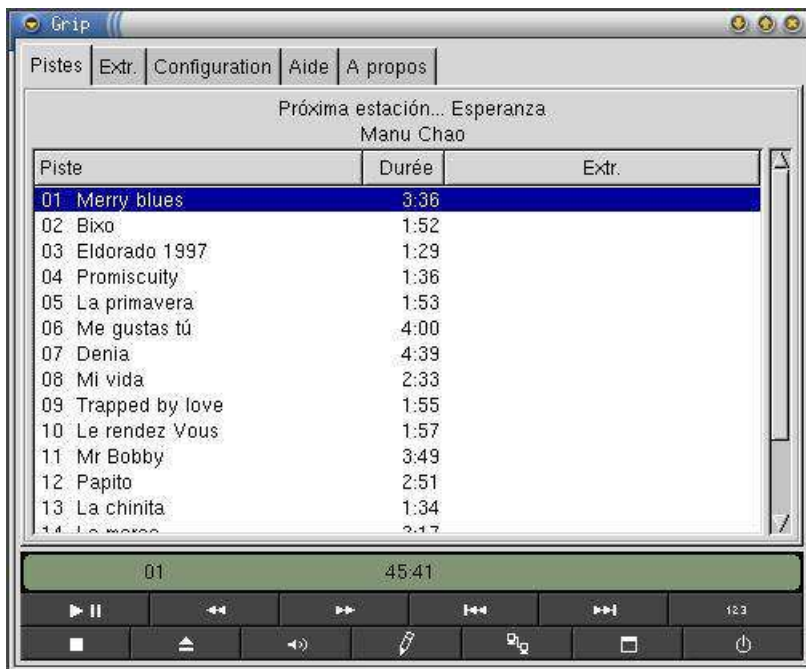 Grip
Pistes Extr. Configuration Aide A propos
Próxima estación... Esperanza
Manu Chao
Piste Durée Extr.
01 Merry blues 3:36
02 Bixo 1:52
03 Eldorado 1997 1:29
04 Promiscuity 1:36
05 La primavera 1:53
06 Me gustas tú 4:00
07 Denia 4:39
08 Mi vida 2:33
09 Trapped by love 1:55
10 Le rendez Vous 1:57
11 Mr Bobby 3:49
12 Papito 2:51
13 La chinita 1:34
14
01 45:41
123